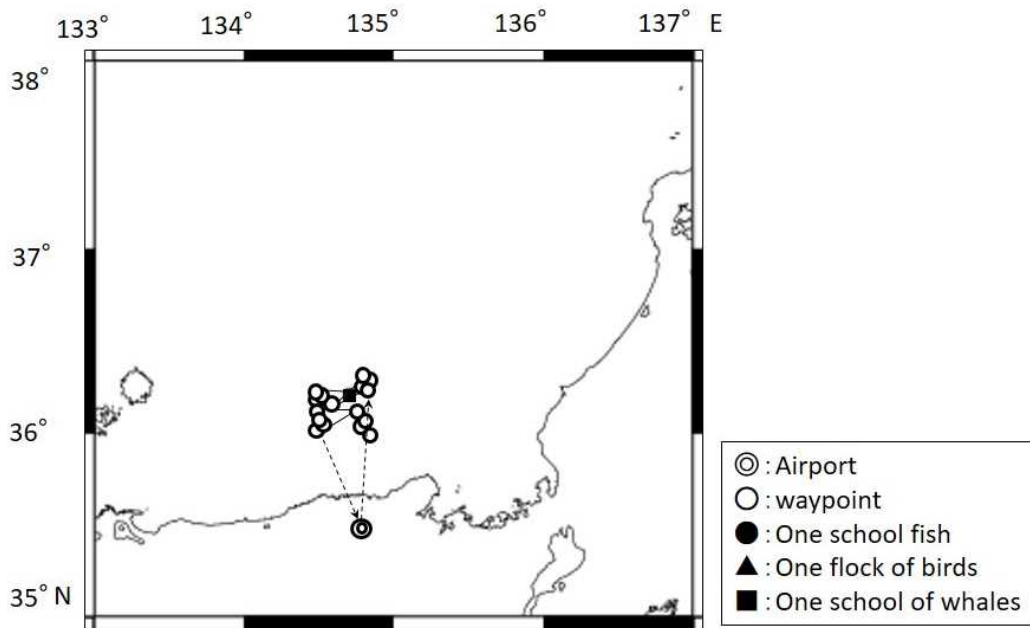 133° 134° 135° 136° 137° E
38°
37°
36°
35° N
◎ : Airport
○ : waypoint
● : One school fish
▲ : One flock of birds
■ : One school of whales